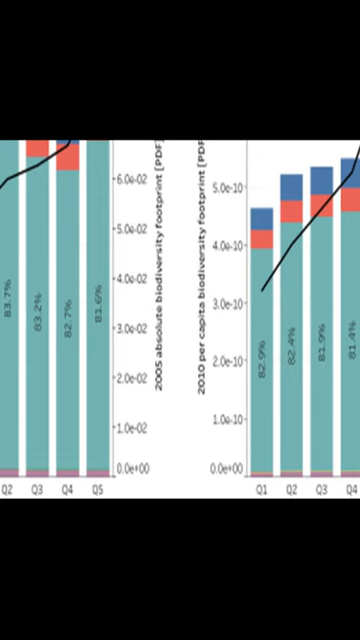 83.7%
83.2%
82.7%
81.6%
6.0e-02
5.0e-02
4.0e-02
3.0e-02
2.0e-02
1.0e-02
0.0e+00
Q2 Q3 Q4 Q5
2005 absolute biodiversity footprint [PDF]
2010 per capita biodiversity footprint [PDF
5.0e-10
4.0e-10
3.0e-10
2.0e-10
1.0e-10
0.0e+00
82.9%
82.4%
81.9%
81.4%
Q1 Q2 Q3 Q4